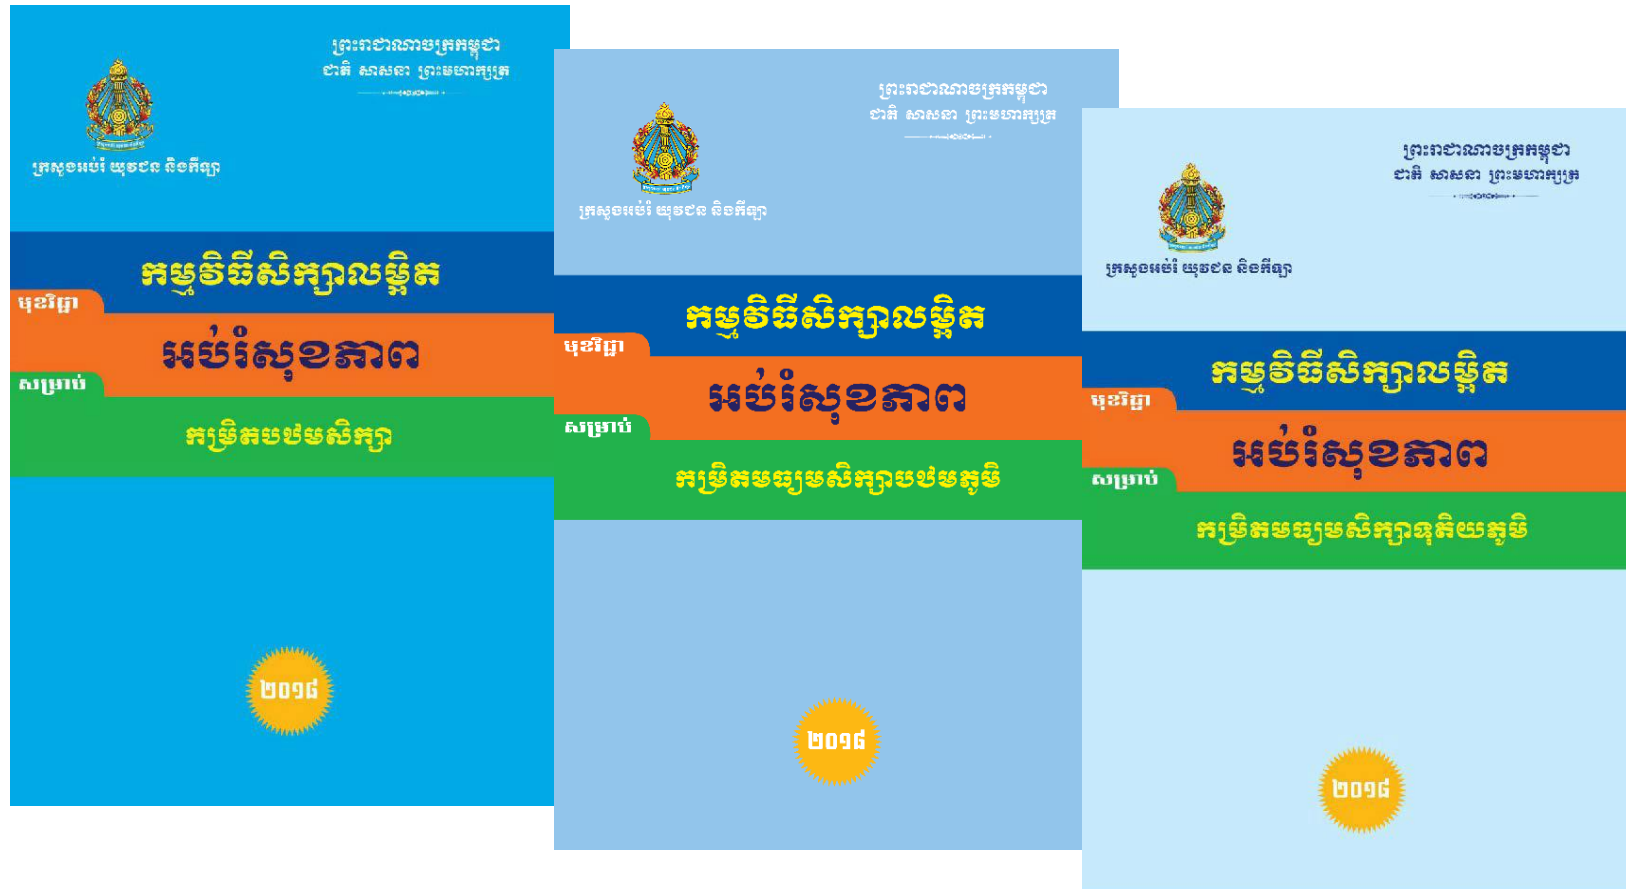 ព្រះរាជាណាចក្រកម្ពុជា
ជាតិ សាសនា ព្រះមហាក្សត្រ
ក្រសួងអប់រំ យុវជន និងកីឡា
កម្មវិធីសិក្សាលម្អិត
មុខវិជ្ជា
អប់រំសុខភាព
សម្រាប់
កម្រិតបឋមសិក្សា
២០១៨
ព្រះរាជាណាចក្រកម្ពុជា
ជាតិ សាសនា ព្រះមហាក្សត្រ
ក្រសួងអប់រំ យុវជន និងកីឡា
កម្មវិធីសិក្សាលម្អិត
មុខវិជ្ជា
អប់រំសុខភាព
សម្រាប់
កម្រិតមធ្យមសិក្សាបឋមភូមិ
២០១៨
ព្រះរាជាណាចក្រកម្ពុជា
ជាតិ សាសនា ព្រះមហាក្សត្រ
ក្រសួងអប់រំ យុវជន និងកីឡា
កម្មវិធីសិក្សាលម្អិត
មុខវិជ្ជា
អប់រំសុខភាព
សម្រាប់
កម្រិតមធ្យមសិក្សាទុតិយភូមិ
២០១៨